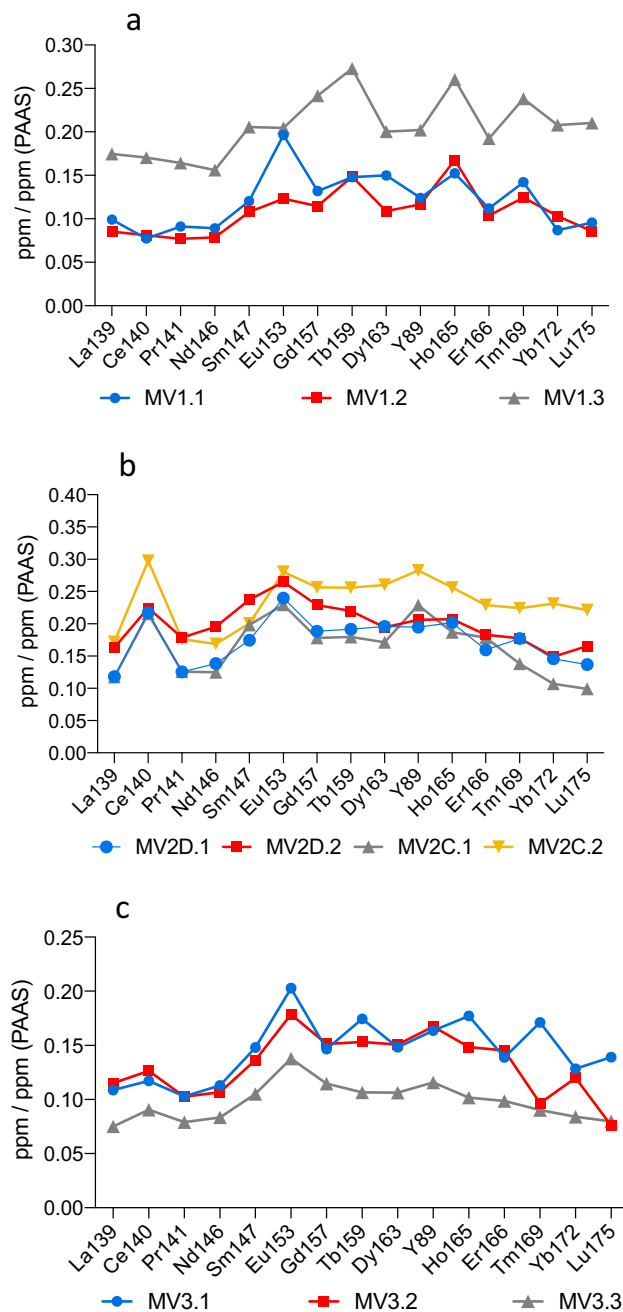 a
ppm / ppm (PAAS)
0.30
0.25
0.20
0.15
0.10
0.05
0.00
La139 Ce140 Pr141 Nd146 Sm147 Eu153 Gd157 Tb159 Dy163 Y89 Ho165 Er166 Tm169 Yb172 Lu175
MV1.1 MV1.2 MV1.3
b
ppm / ppm (PAAS)
0.40
0.35
0.30
0.25
0.20
0.15
0.10
0.05
0.00
La139 Ce140 Pr141 Nd146 Sm147 Eu153 Gd157 Tb159 Dy163 Y89 Ho165 Er166 Tm169 Yb172 Lu175
MV2D.1 MV2D.2 MV2C.1 MV2C.2
c
ppm / ppm (PAAS)
0.25
0.20
0.15
0.10
0.05
0.00
La139 Ce140 Pr141 Nd146 Sm147 Eu153 Gd157 Tb159 Dy163 Y89 Ho165 Er166 Tm169 Yb172 Lu175
MV3.1 MV3.2 MV3.3